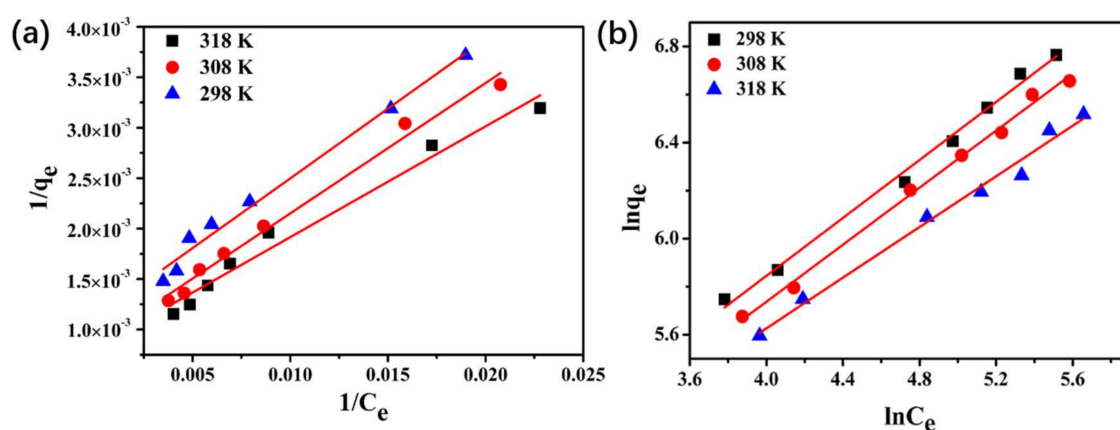 (a)
318 K
308 K
298 K
4.0×10⁻³
3.5×10⁻³
3.0×10⁻³
2.5×10⁻³
2.0×10⁻³
1.5×10⁻³
1.0×10⁻³
1/qₑ
0.005 0.010 0.015 0.020 0.025
1/Cₑ
(b)
298 K
308 K
318 K
6.8
6.4
6.0
5.6
lnqₑ
3.6 4.0 4.4 4.8 5.2 5.6
lnCₑ